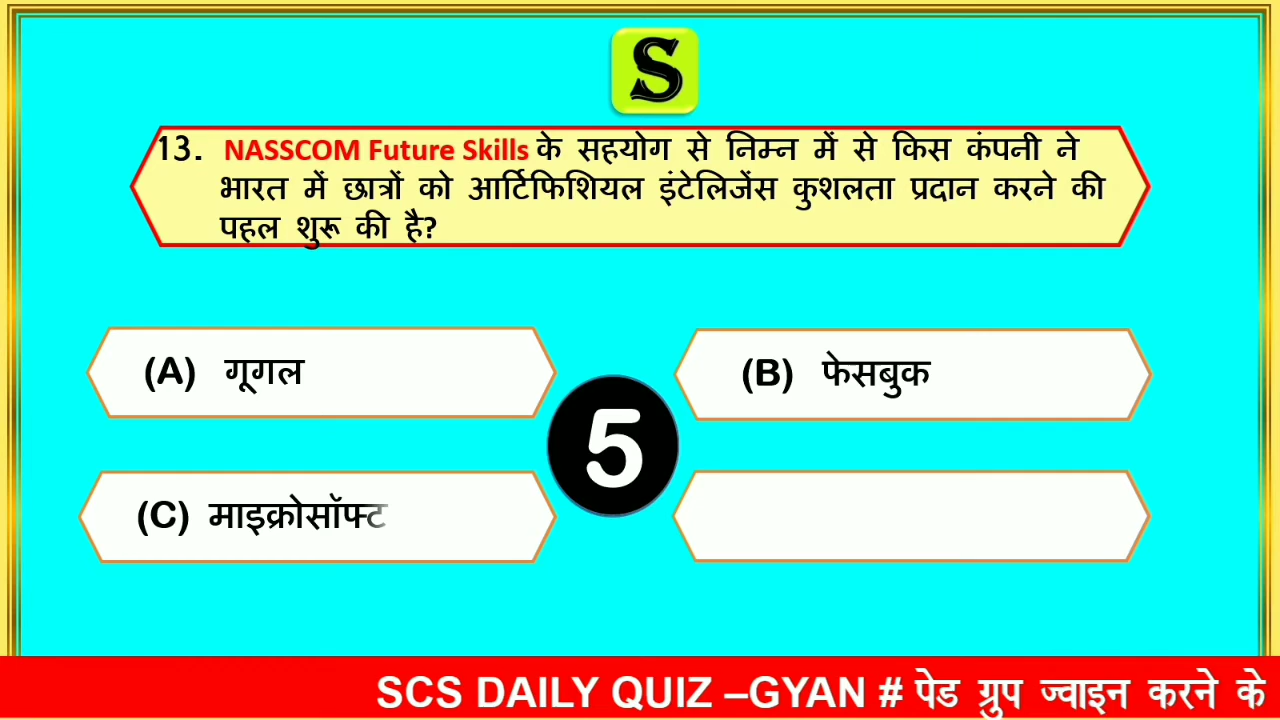 S
13. NASSCOM Future Skills के सहयोग से निम्न में से किस कंपनी ने
भारत में छात्रों को आर्टिफिशियल इंटेलिजेंस कुशलता प्रदान करने की
पहल शुरू की है?
(A) गूगल
(B) फेसबुक
5
(C) माइक्रोसॉफ्ट
SCS DAILY QUIZ –GYAN # पेड ग्रुप ज्वाइन करने के